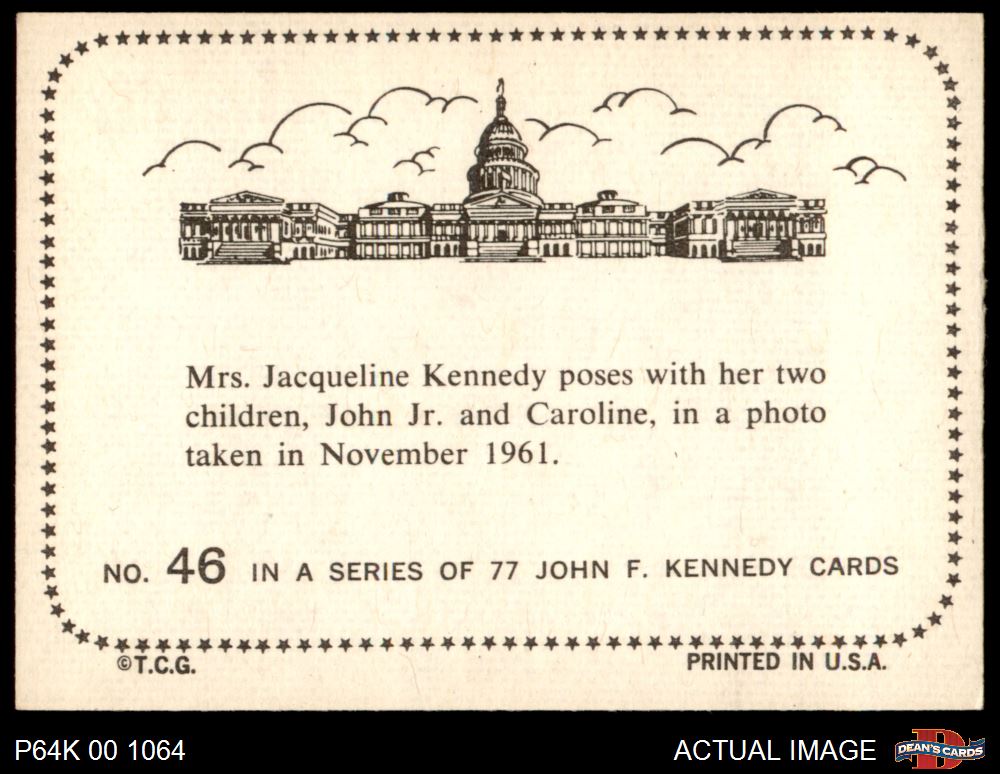 Mrs. Jacqueline Kennedy poses with her two
children, John Jr. and Caroline, in a photo
taken in November 1961.
NO. 46 IN A SERIES OF 77 JOHN F. KENNEDY CARDS
©T.C.G. PRINTED IN U.S.A.
P64K 00 1064 ACTUAL IMAGE DEAN'S CARDS